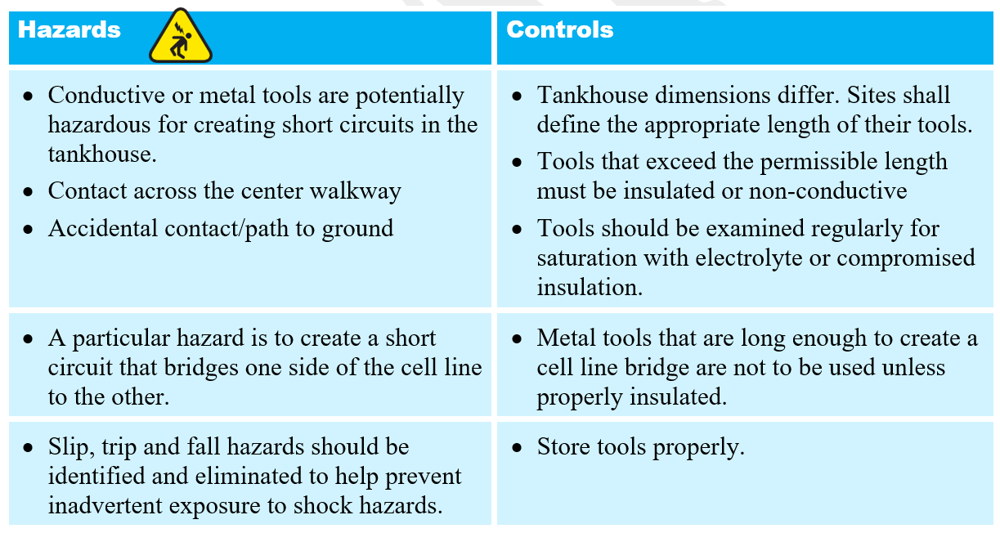 Hazards
Controls
• Conductive or metal tools are potentially
hazardous for creating short circuits in the
tankhouse.
• Contact across the center walkway
• Accidental contact/path to ground
• Tankhouse dimensions differ. Sites shall
define the appropriate length of their tools.
• Tools that exceed the permissible length
must be insulated or non-conductive
• Tools should be examined regularly for
saturation with electrolyte or compromised
insulation.
• A particular hazard is to create a short
circuit that bridges one side of the cell line
to the other.
• Metal tools that are long enough to create a
cell line bridge are not to be used unless
properly insulated.
• Slip, trip and fall hazards should be
identified and eliminated to help prevent
inadvertent exposure to shock hazards.
• Store tools properly.